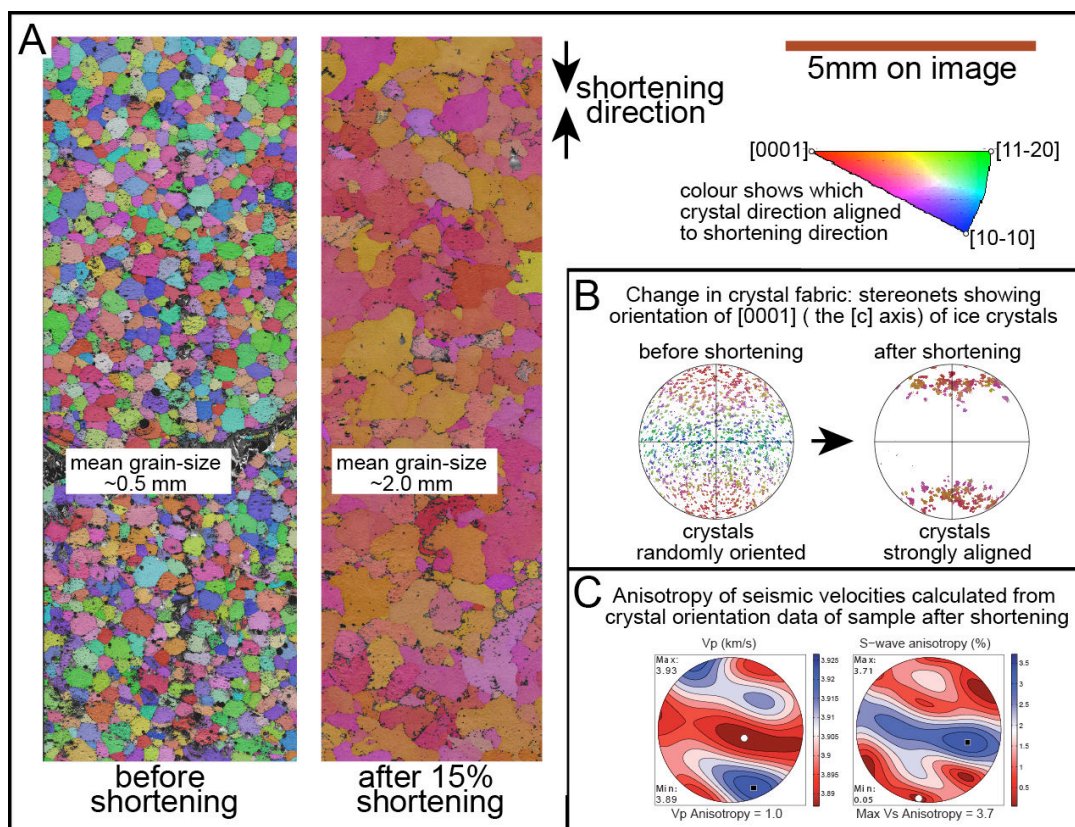 A
shortening
direction
5mm on image
[0001]
[11-20]
colour shows which
crystal direction aligned
to shortening direction
[10-10]
mean grain-size
~0.5 mm
mean grain-size
~2.0 mm
before
shortening
after 15%
shortening
B
Change in crystal fabric: stereonets showing
orientation of [0001] ( the [c] axis) of ice crystals
before shortening
after shortening
crystals
randomly oriented
crystals
strongly aligned
C
Anisotropy of seismic velocities calculated from
crystal orientation data of sample after shortening
Vp (km/s)
Max:
3.93
Min:
3.89
3.925
3.92
3.915
3.91
3.905
3.9
3.895
3.89
Vp Anisotropy = 1.0
S-wave anisotropy (%)
Max:
3.71
Min:
0.05
3.5
3
2.5
2
1.5
1
0.5
Max Vs Anisotropy = 3.7